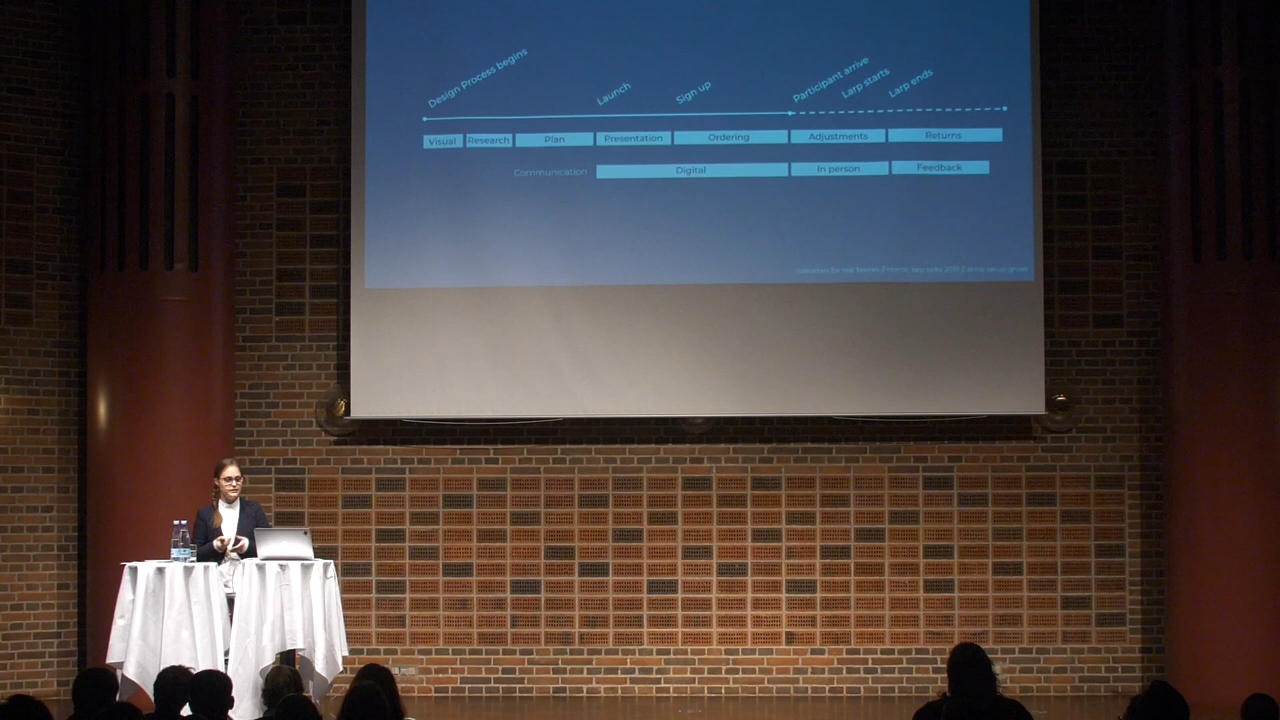 Design Process begins
Launch
Sign up
Participant arrive
Larp starts
Larp ends
Visual Research Plan Presentation Ordering Adjustments Returns
Communication Digital In person Feedback